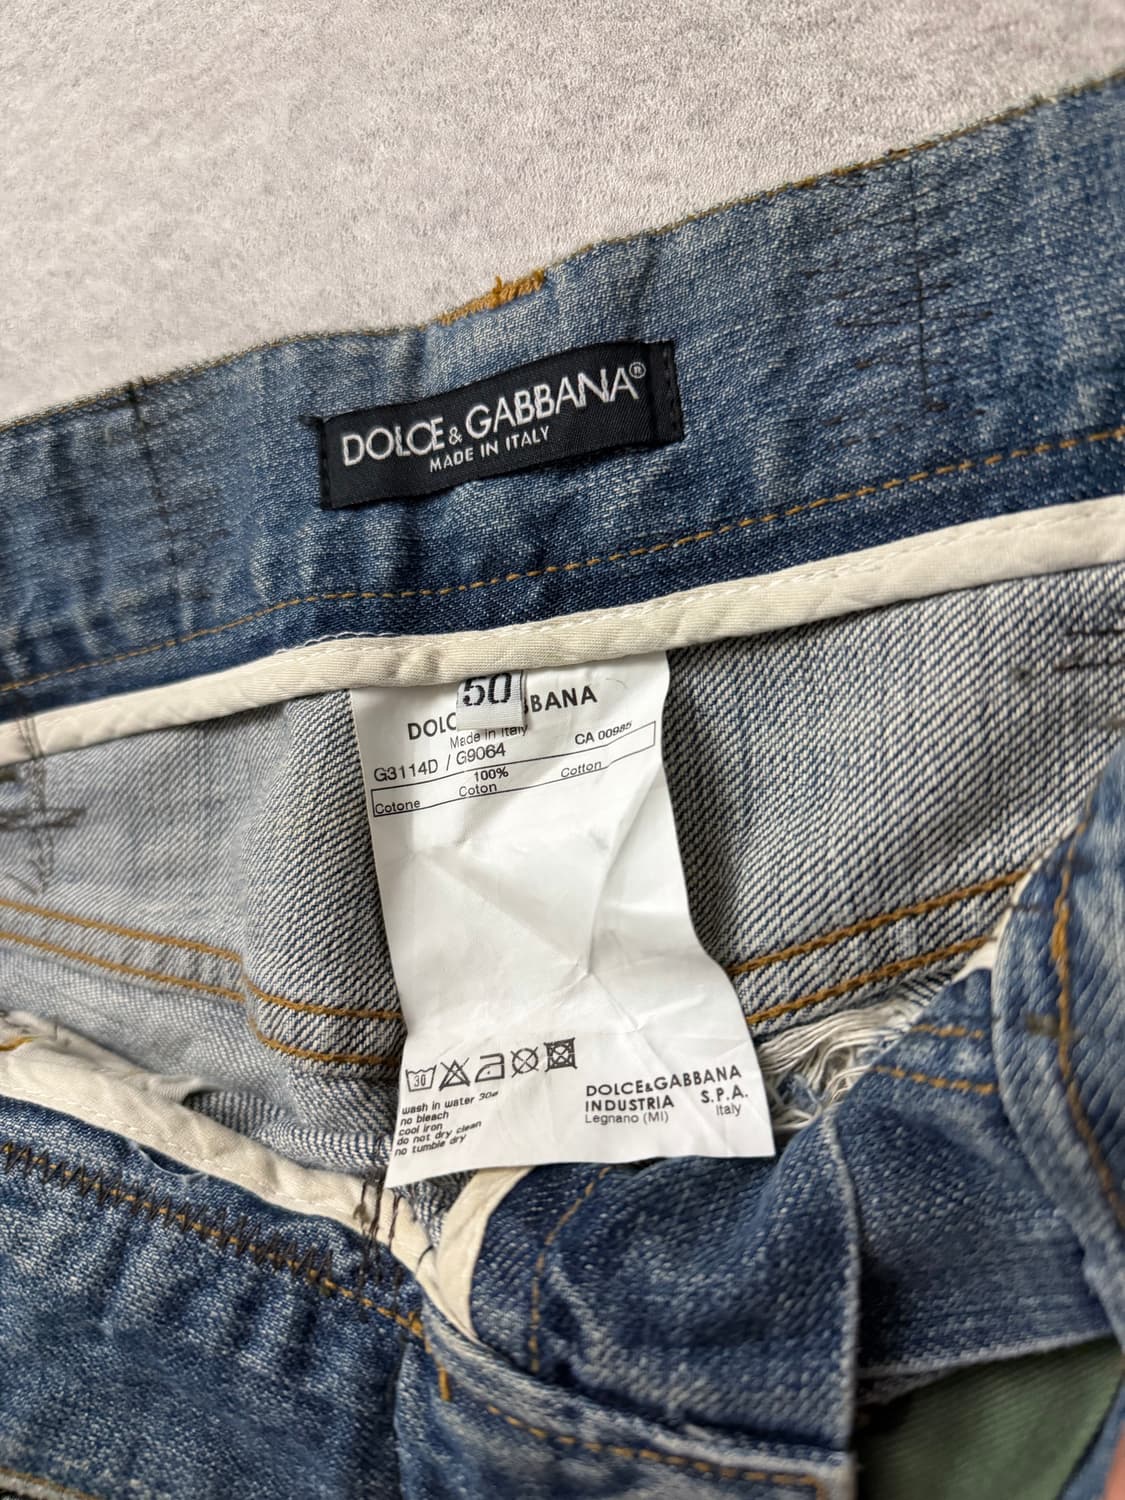 DOLCE & GABBANA®
MADE IN ITALY
50
DOLC BBANA
Made in Italy
G3114D / G9064 CA 00985
100%
Cotone Coton Cotton
30
wash in water 30°
no bleach
cool iron
do not dry clean
no tumble dry
DOLCE&GABBANA
INDUSTRIA S.P.A.
Legnano (MI) Italy